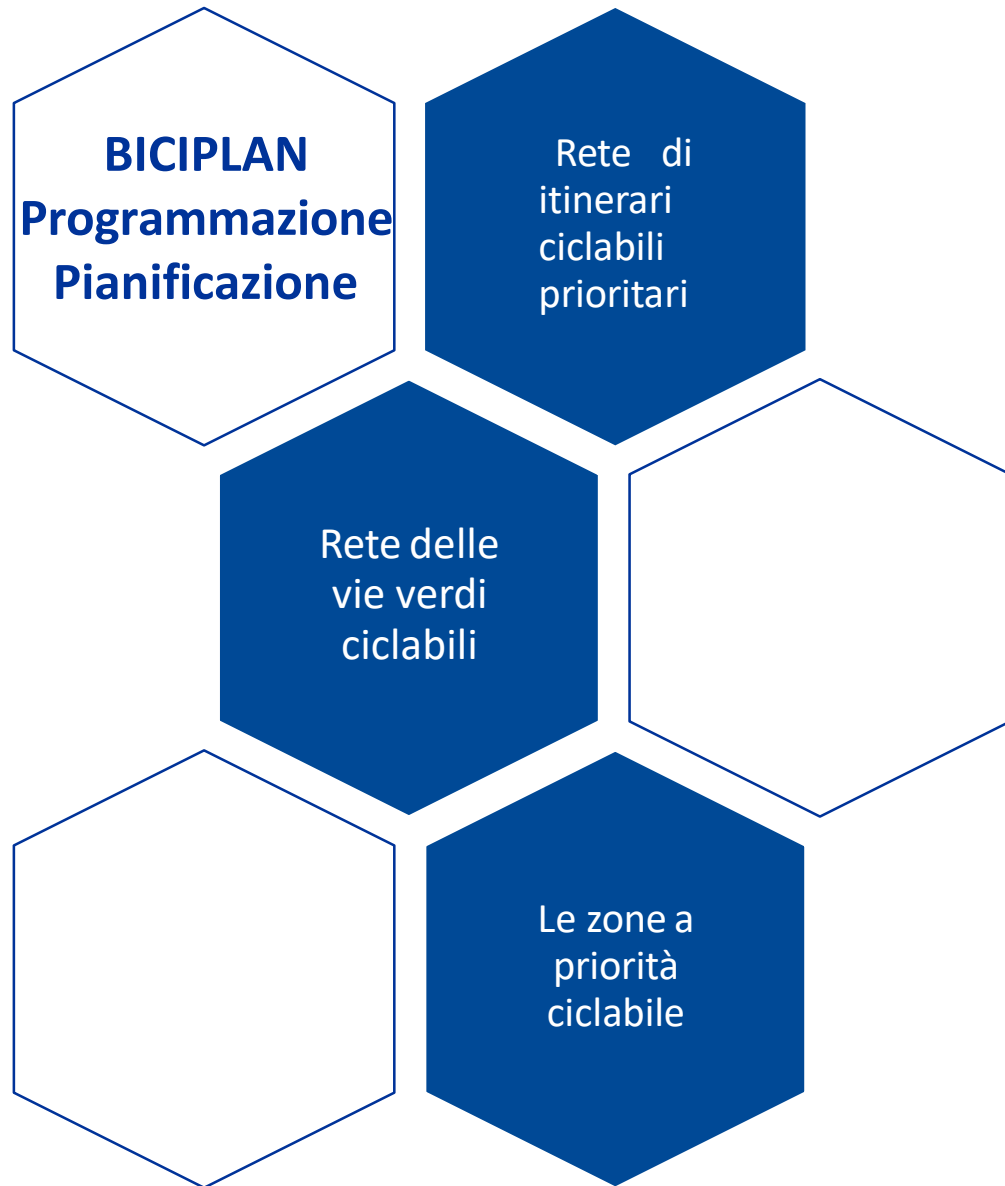 BICIPLAN
Programmazione
Pianificazione
Rete di
itinerari
ciclabili
prioritari
Rete delle
vie verdi
ciclabili
Le zone a
priorità
ciclabile